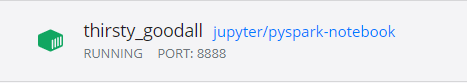 thirsty_goodall jupyter/pyspark-notebook
RUNNING PORT: 8888